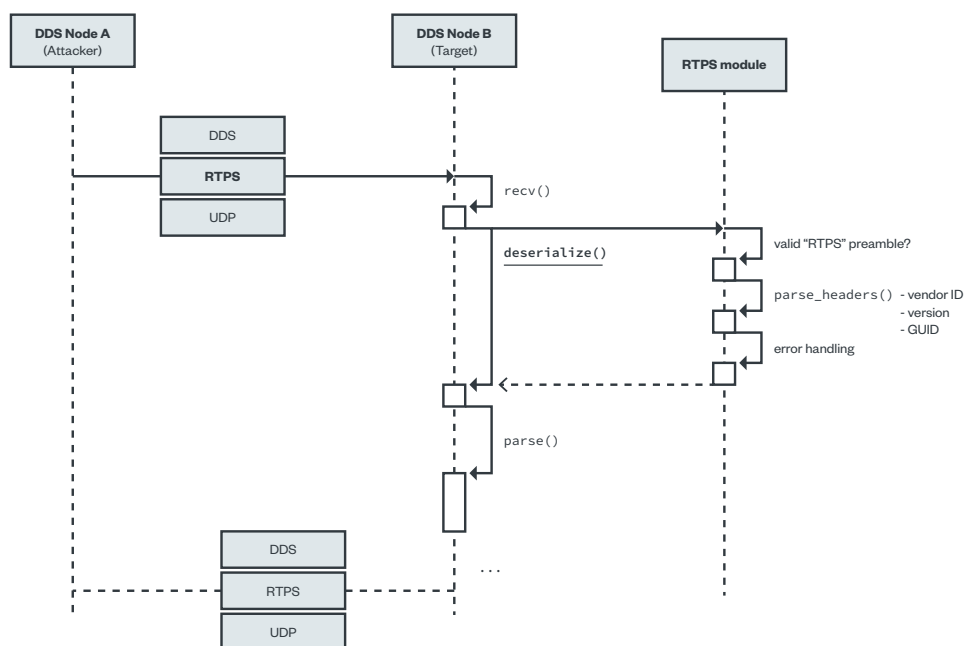 DDS Node A
(Attacker)
DDS Node B
(Target)
RTPS module
DDS
RTPS
UDP
recv()
deserialize()
valid “RTPS” preamble?
parse_headers() - vendor ID
- version
- GUID
error handling
parse()
DDS
RTPS
UDP
...